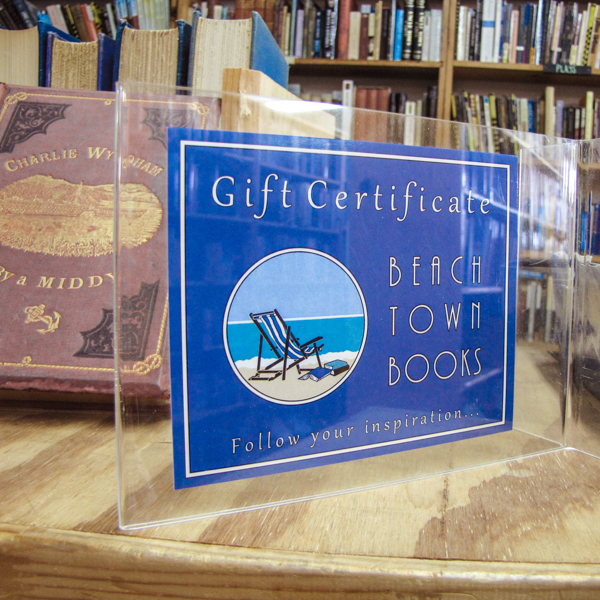 CHARLIE WYNDHAM
BY A MIDDY
Gift Certificate
BEACH
TOWN
BOOKS
Follow your inspiration...